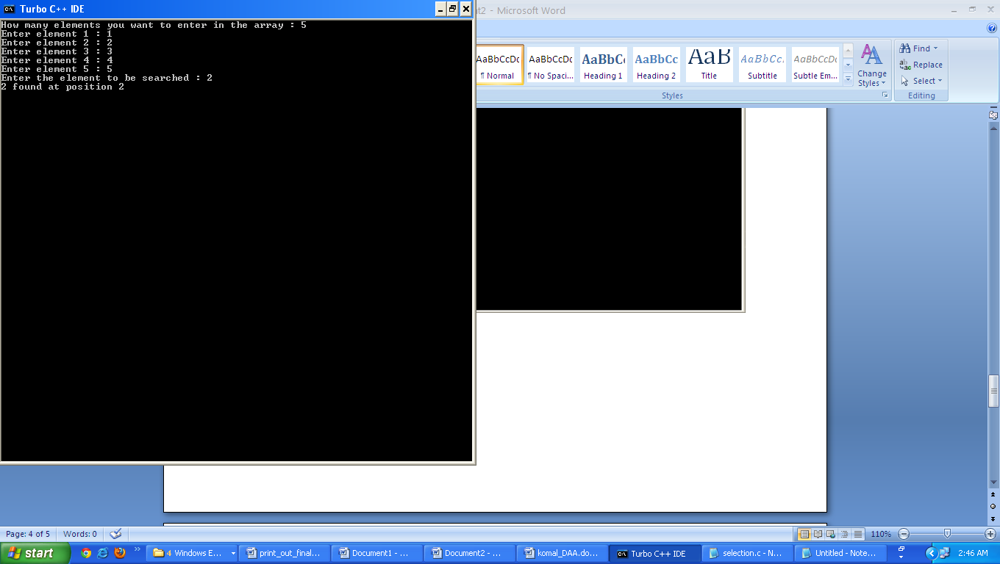 Turbo C++ IDE
How many elements you want to enter in the array : 5
Enter element 1 : 1
Enter element 2 : 2
Enter element 3 : 3
Enter element 4 : 4
Enter element 5 : 5
Enter the element to be searched : 2
2 found at position 2
nt2 - Microsoft Word
AaBbCcDc AaBbCcDc AaBbC AaBbCc AaB AaBbCc. AaBbCcDc
¶ Normal ¶ No Spaci... Heading 1 Heading 2 Title Subtitle Subtle Em...
Change
Styles
Styles
Find
Replace
Select
Editing
Page: 4 of 5 Words: 0 110%
start 4 Windows E... print_out_final... Document1 - ... Document2 - ... komal_DAA.do... Turbo C++ IDE selection.c - N... Untitled - Note... 2:46 AM